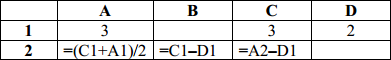 A B C D
1 3 3 2
2 =(C1+A1)/2 =C1–D1 =A2–D1